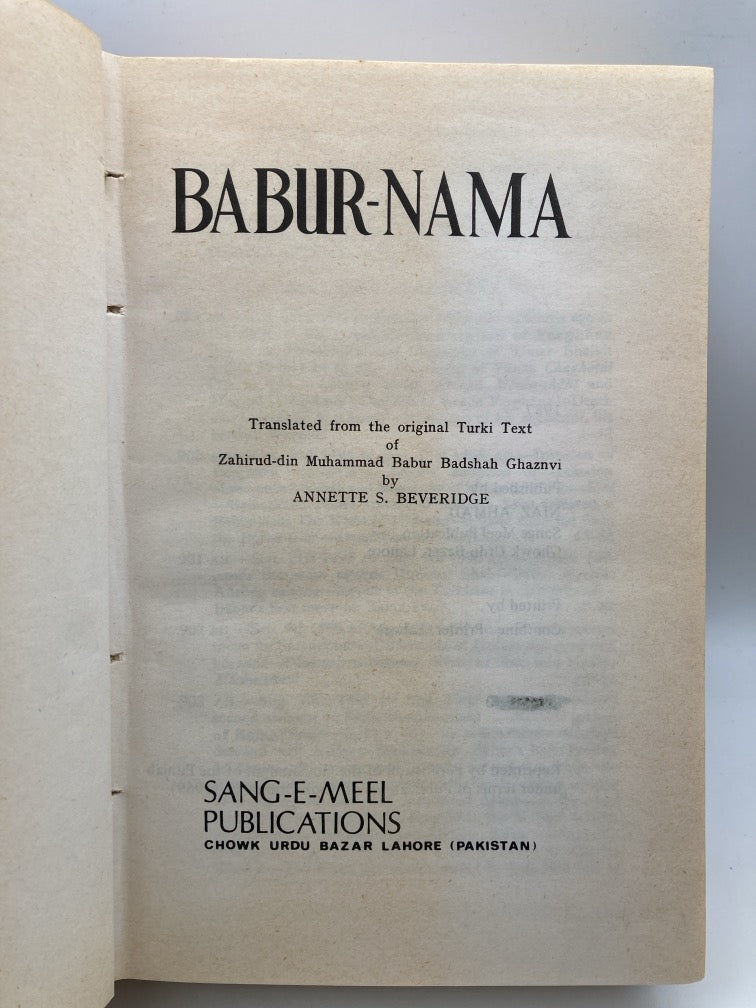 BABUR-NAMA
Translated from the original Turki Text
of
Zahirud-din Muhammad Babur Badshah Ghaznvi
by
ANNETTE S. BEVERIDGE
SANG-E-MEEL
PUBLICATIONS
CHOWK URDU BAZAR LAHORE (PAKISTAN)